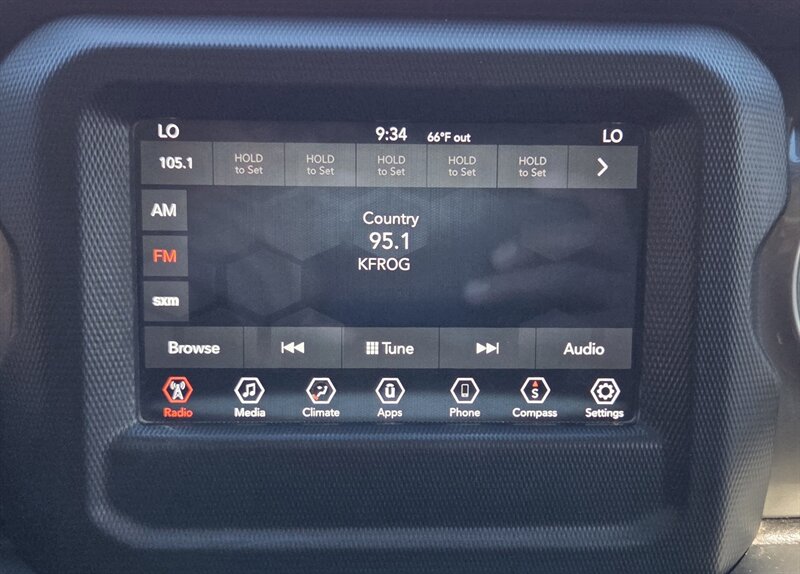 LO 9:34 66°F out LO
105.1 HOLD to Set HOLD to Set HOLD to Set HOLD to Set HOLD to Set
AM
Country
95.1
FM
KFROG
sxm
Browse Tune Audio
S
Radio Media Climate Apps Phone Compass Settings